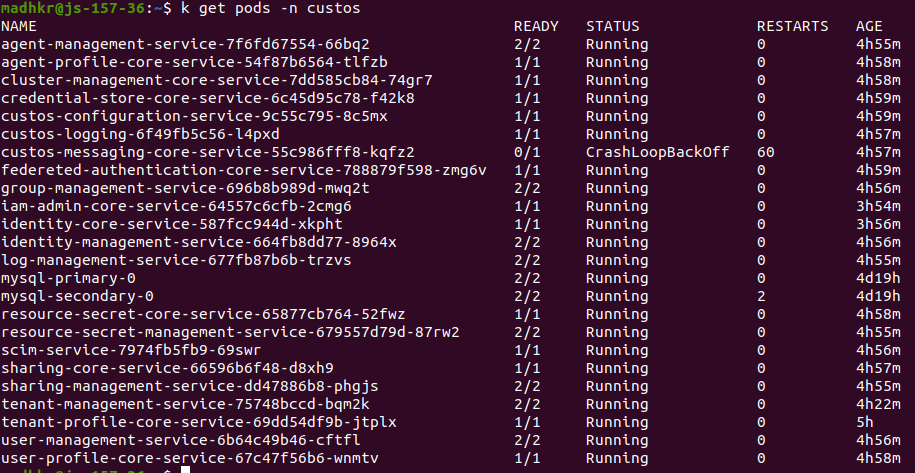 madhkr@js-157-36:~$ k get pods -n custos
NAME READY STATUS RESTARTS AGE
agent-management-service-7f6fd67554-66bq2 2/2 Running 0 4h55m
agent-profile-core-service-54f87b6564-tlfzb 1/1 Running 0 4h58m
cluster-management-core-service-7dd585cb84-74gr7 1/1 Running 0 4h58m
credential-store-core-service-6c45d95c78-f42k8 1/1 Running 0 4h59m
custos-configuration-service-9c55c795-8c5mx 1/1 Running 0 4h59m
custos-logging-6f49fb5c56-l4pxd 1/1 Running 0 4h57m
custos-messaging-core-service-55c986fff8-kqfz2 0/1 CrashLoopBackOff 60 4h57m
federeted-authentication-core-service-788879f598-zmg6v 1/1 Running 0 4h59m
group-management-service-696b8b989d-mwq2t 2/2 Running 0 4h56m
iam-admin-core-service-64557c6cfb-2cmg6 1/1 Running 0 3h54m
identity-core-service-587fcc944d-xkpht 1/1 Running 0 3h56m
identity-management-service-664fb8dd77-8964x 2/2 Running 0 4h56m
log-management-service-677fb87b6b-trzvs 2/2 Running 0 4h55m
mysql-primary-0 2/2 Running 0 4d19h
mysql-secondary-0 2/2 Running 2 4d19h
resource-secret-core-service-65877cb764-52fwz 1/1 Running 0 4h58m
resource-secret-management-service-679557d79d-87rw2 2/2 Running 0 4h55m
scim-service-7974fb5fb9-69swr 1/1 Running 0 4h56m
sharing-core-service-66596b6f48-d8xh9 1/1 Running 0 4h57m
sharing-management-service-dd47886b8-phgjs 2/2 Running 0 4h55m
tenant-management-service-75748bccd-bqm2k 2/2 Running 0 4h22m
tenant-profile-core-service-69dd54df9b-jtplx 1/1 Running 0 5h
user-management-service-6b64c49b46-cftfl 2/2 Running 0 4h56m
user-profile-core-service-67c47f56b6-wnmtv 1/1 Running 0 4h58m
madhkr@js-157-36:~$